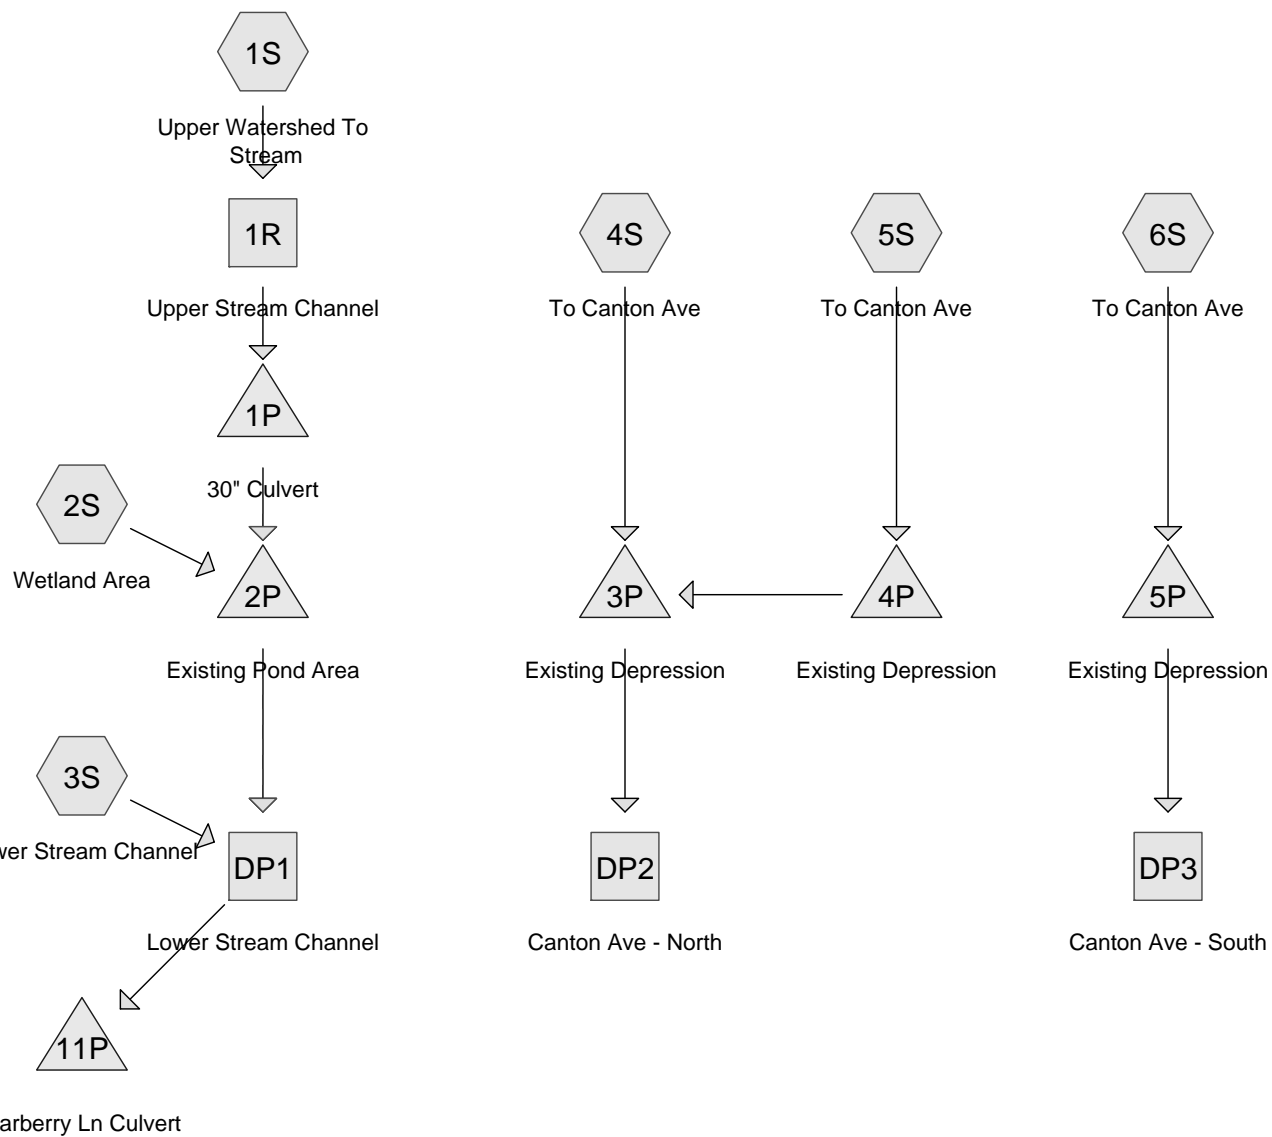 1S
Upper Watershed To
Stream
1R
Upper Stream Channel
4S
To Canton Ave
5S
To Canton Ave
6S
To Canton Ave
1P
30" Culvert
2S
Wetland Area
2P
Existing Pond Area
3P
Existing Depression
4P
Existing Depression
5P
Existing Depression
3S
Stream Channel
DP1
Lower Stream Channel
DP2
Canton Ave - North
DP3
Canton Ave - South
11P
Ln Culvert